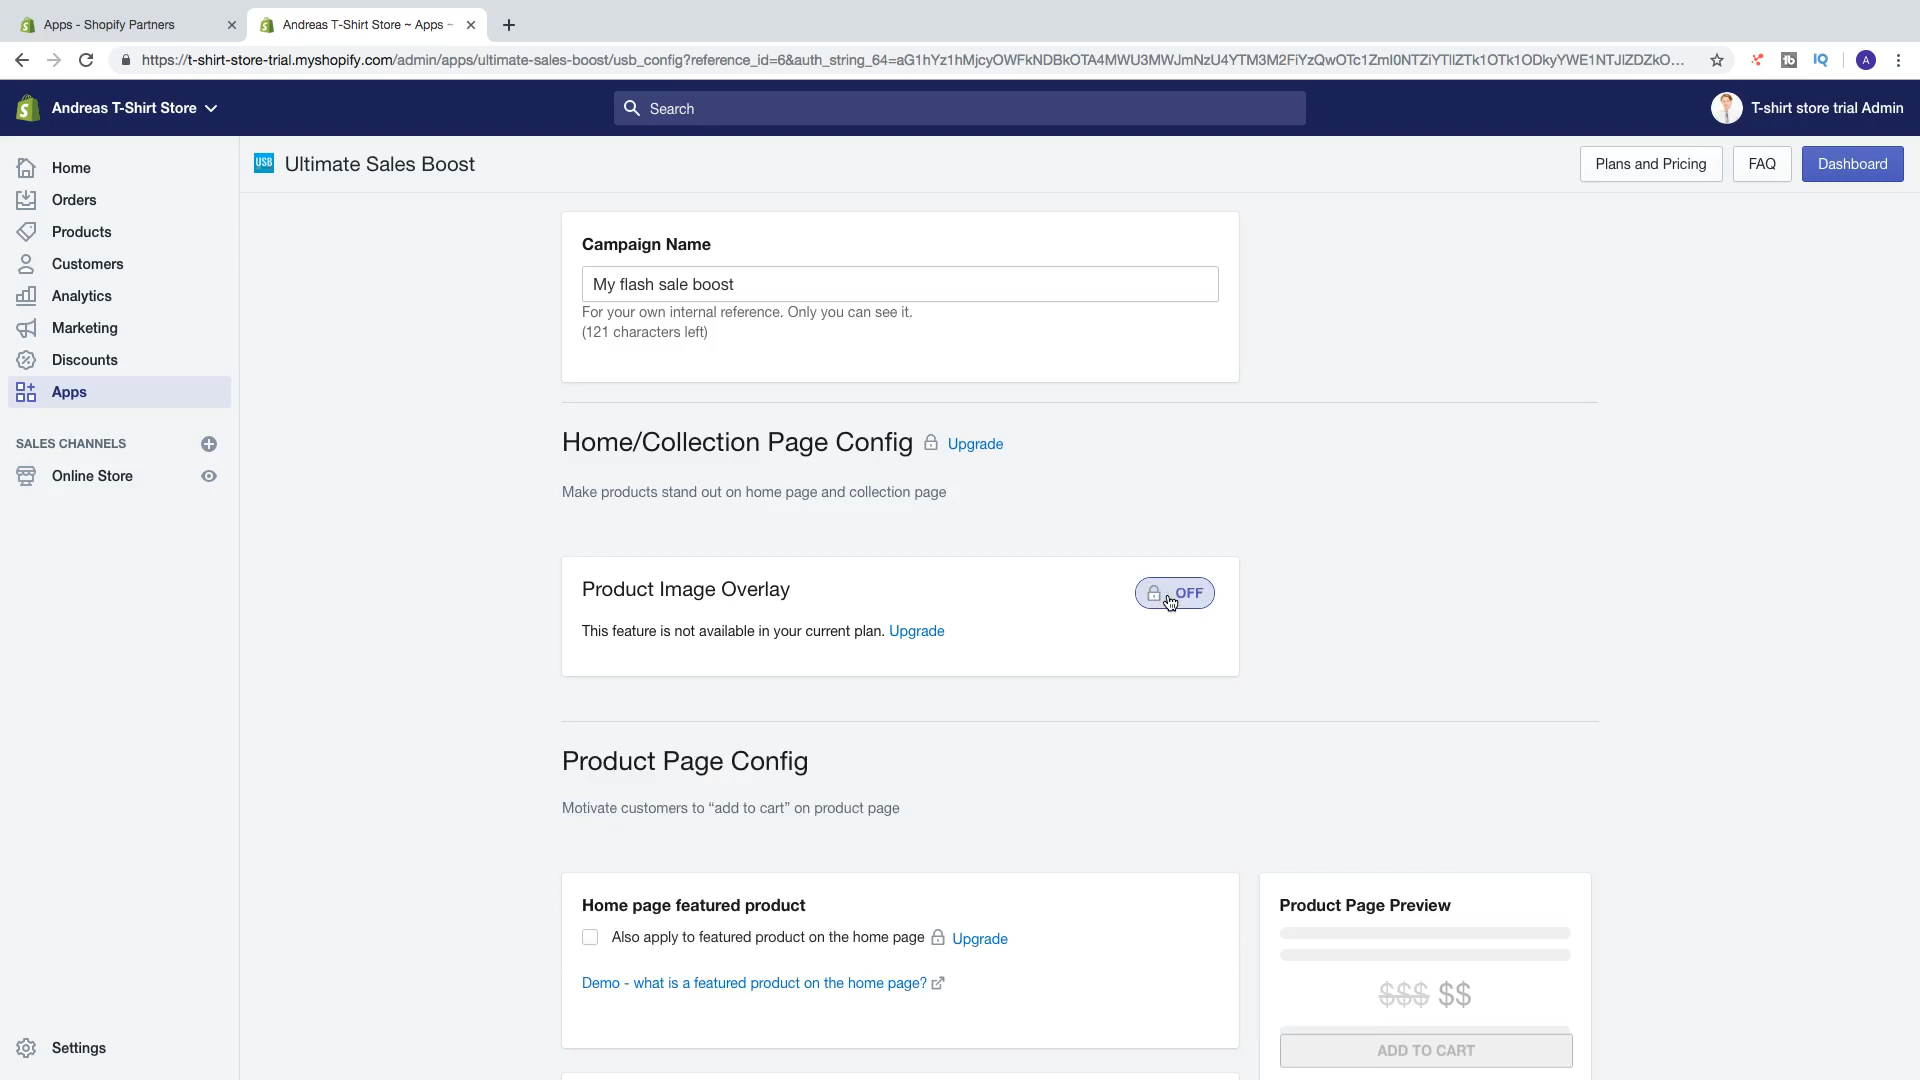 Apps - Shopify Partners
Andreas T-Shirt Store ~ Apps ~
https://t-shirt-store-trial.myshopify.com/admin/apps/ultimate-sales-boost/usb_config?reference_id=6&auth_string_64=
Andreas T-Shirt Store
Search
T-shirt store trial Admin
Home
Orders
Products
Customers
Analytics
Marketing
Discounts
Apps
SALES CHANNELS
Online Store
Settings
USB
Ultimate Sales Boost
Plans and Pricing
FAQ
Dashboard
Campaign Name
My flash sale boost
For your own internal reference. Only you can see it.
(121 characters left)
Home/Collection Page Config Upgrade
Make products stand out on home page and collection page
Product Image Overlay
OFF
This feature is not available in your current plan. Upgrade
Product Page Config
Motivate customers to “add to cart” on product page
Home page featured product
Also apply to featured product on the home page Upgrade
Demo - what is a featured product on the home page?
Product Page Preview
$$$ $$
ADD TO CART